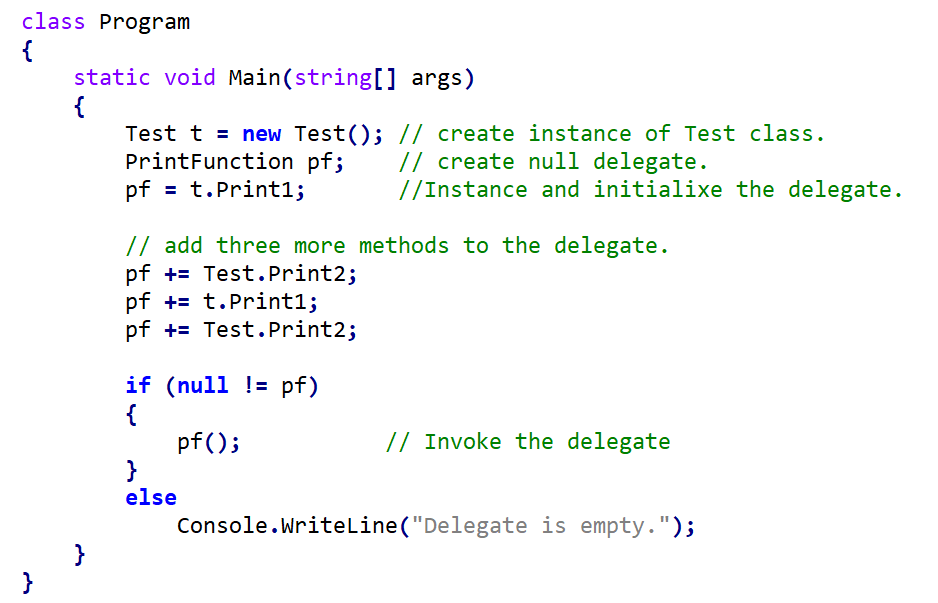 class Program
{
    static void Main(string[] args)
    {
        Test t = new Test(); // create instance of Test class.
        PrintFunction pf;    // create null delegate.
        pf = t.Print1;       //Instance and initialixe the delegate.

        // add three more methods to the delegate.
        pf += Test.Print2;
        pf += t.Print1;
        pf += Test.Print2;

        if (null != pf)
        {
            pf();           // Invoke the delegate
        }
        else
            Console.WriteLine("Delegate is empty.");
    }
}